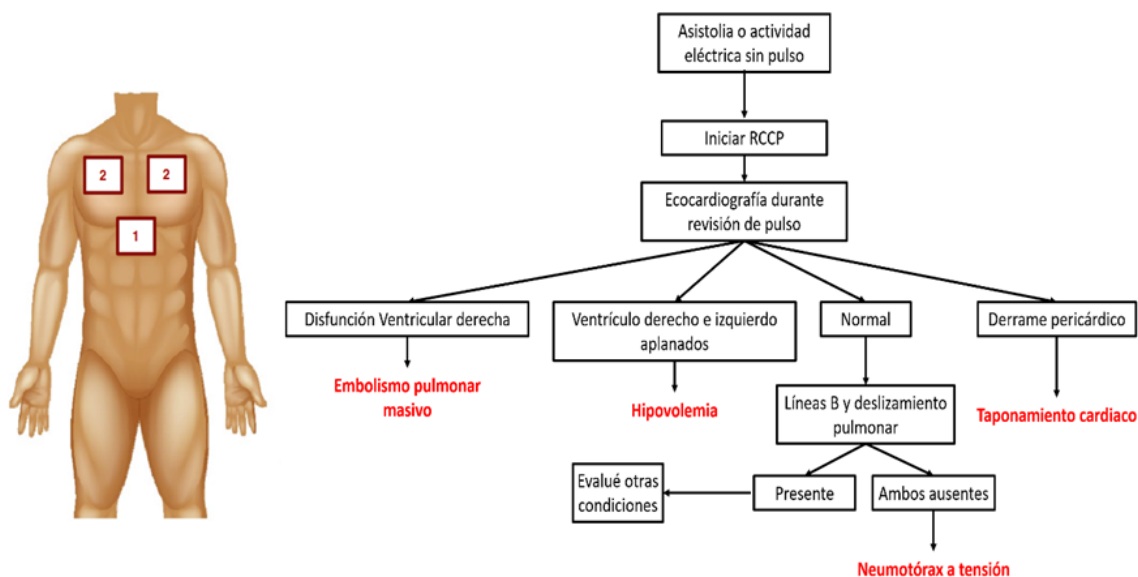 2
2
1
Asistolia o actividad
eléctrica sin pulso
Iniciar RCCP
Ecocardiografía durante
revisión de pulso
Disfunción Ventricular derecha
Ventrículo derecho e izquierdo
aplanados
Normal
Derrame pericárdico
Embolismo pulmonar
masivo
Hipovolemia
Líneas B y deslizamiento
pulmonar
Taponamiento cardiaco
Evalué otras
condiciones
Presente
Ambos ausentes
Neumotórax a tensión